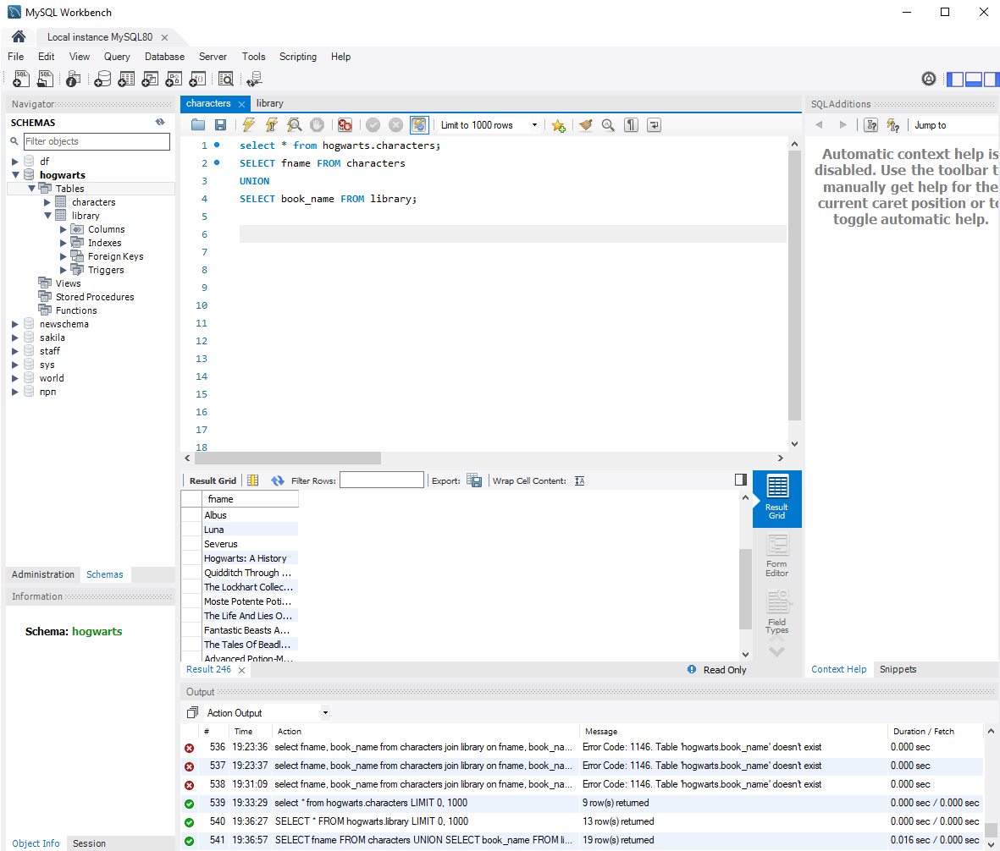 MySQL Workbench
Local instance MySQL80
File Edit View Query Database Server Tools Scripting Help
Navigator
SCHEMAS
Filter objects
df
hogwarts
Tables
characters
library
Columns
Indexes
Foreign Keys
Triggers
Views
Stored Procedures
Functions
newschema
sakila
staff
sys
world
npn
Administration Schemas
Information
Schema: hogwarts
Object Info Session
characters library
Limit to 1000 rows
1 select * from hogwarts.characters;
2 SELECT fname FROM characters
3 UNION
4 SELECT book_name FROM library;
5
6
7
8
9
10
11
12
13
14
15
16
17
18
Result Grid Filter Rows: Export: Wrap Cell Content:
fname
Albus
Luna
Severus
Hogwarts: A History
Quidditch Through ...
The Lockhart Collec...
Moste Potente Poti...
The Life And Lies O...
Fantastic Beasts A...
The Tales Of Beadl...
Advanced Potion-M...
Result Grid
Form Editor
Field Types
Result 246 Read Only
SQLAdditions
Jump to
Automatic context help is
disabled. Use the toolbar t
manually get help for the
current caret position or to
toggle automatic help.
Context Help Snippets
Output
Action Output
# Time Action Message Duration / Fetch
536 19:23:36 select fname, book_name from characters join library on fname, book_na... Error Code: 1146. Table 'hogwarts.book_name' doesn't exist 0.000 sec
537 19:23:37 select fname, book_name from characters join library on fname, book_na... Error Code: 1146. Table 'hogwarts.book_name' doesn't exist 0.000 sec
538 19:31:09 select fname, book_name from characters join library on fname, book_na... Error Code: 1146. Table 'hogwarts.book_name' doesn't exist 0.000 sec
539 19:33:29 select * from hogwarts.characters LIMIT 0, 1000 9 row(s) returned 0.000 sec / 0.000 sec
540 19:36:27 SELECT * FROM hogwarts.library LIMIT 0, 1000 13 row(s) returned 0.000 sec / 0.000 sec
541 19:36:57 SELECT fname FROM characters UNION SELECT book_name FROM li... 19 row(s) returned 0.016 sec / 0.000 sec